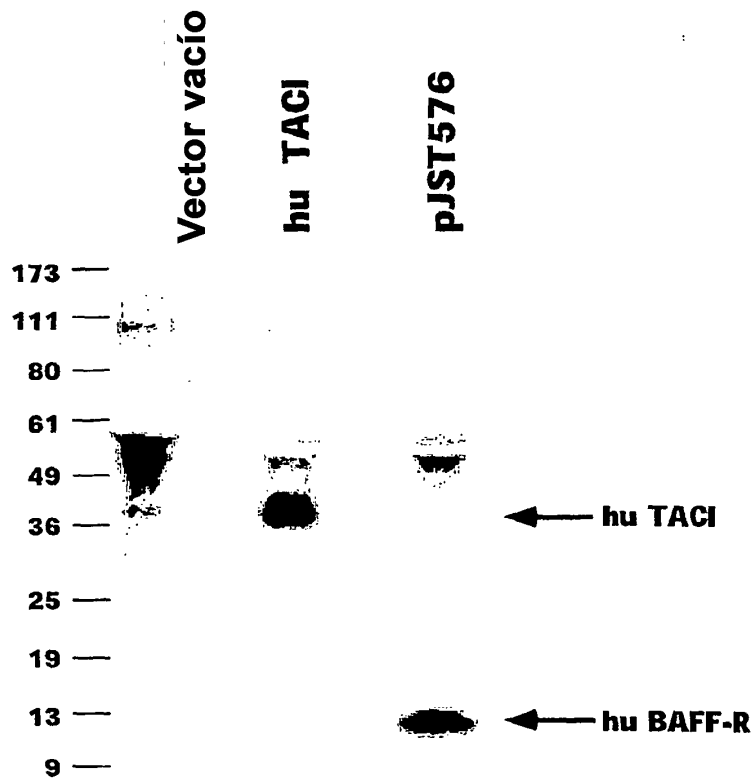 Vector vacío
hu TACI
pJST576
173
111
80
61
49
36
25
19
13
9
hu TACI
hu BAFF-R